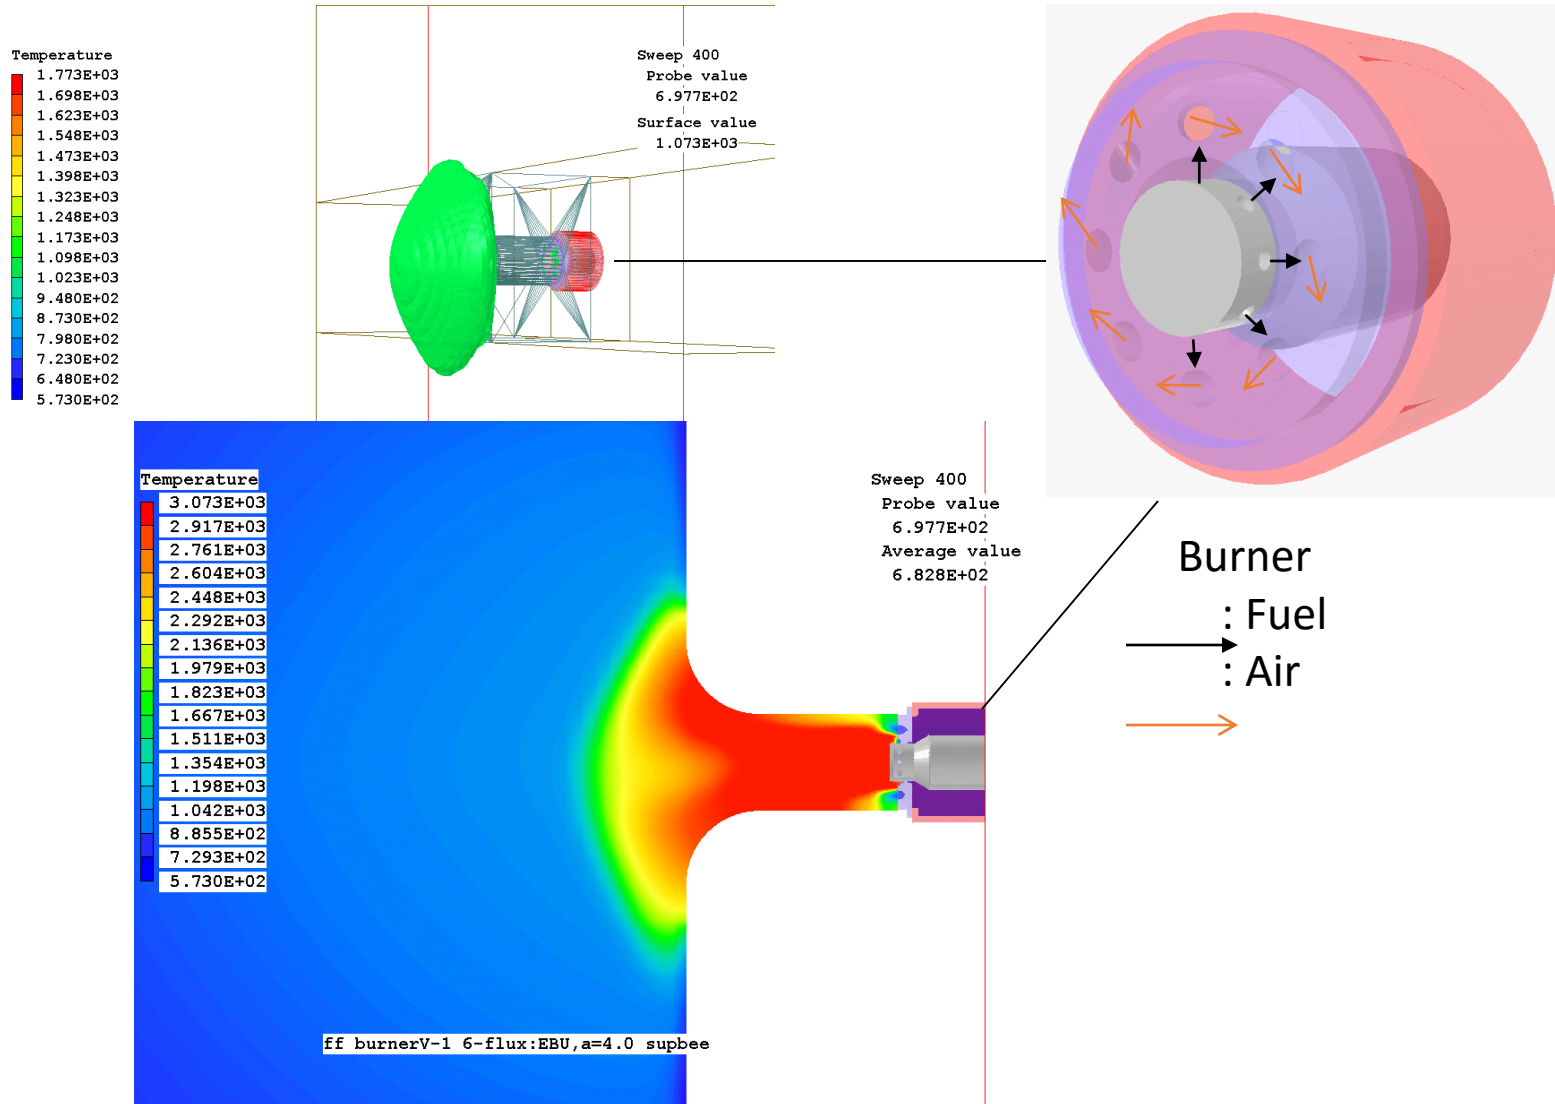 Temperature
1.773E+03
1.698E+03
1.623E+03
1.548E+03
1.473E+03
1.398E+03
1.323E+03
1.248E+03
1.173E+03
1.098E+03
1.023E+03
9.480E+02
8.730E+02
7.980E+02
7.230E+02
6.480E+02
5.730E+02
Sweep 400
Probe value
6.977E+02
Surface value
1.073E+03
Temperature
3.073E+03
2.917E+03
2.761E+03
2.604E+03
2.448E+03
2.292E+03
2.136E+03
1.979E+03
1.823E+03
1.667E+03
1.511E+03
1.354E+03
1.198E+03
1.042E+03
8.855E+02
7.293E+02
5.730E+02
Sweep 400
Probe value
6.977E+02
Average value
6.828E+02
Burner
: Fuel
: Air
ff burnerV-1 6-flux:EBU,a=4.0 supbee